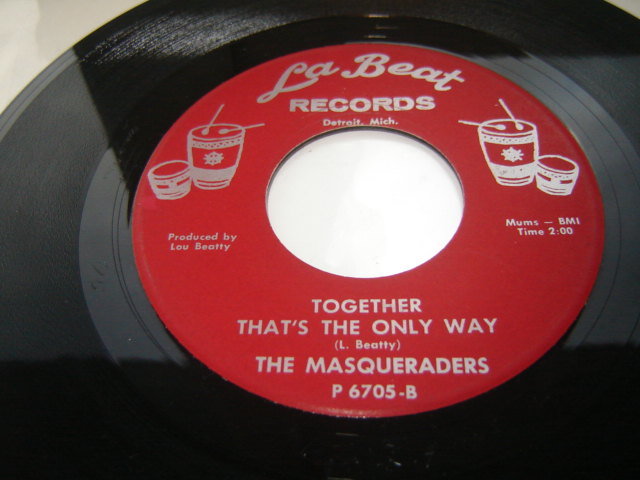 La Beat
RECORDS
Detroit, Mich.
Produced by
Lou Beatty
Mums — BMI
Time 2:00
TOGETHER
THAT'S THE ONLY WAY
(L. Beatty)
THE MASQUERADERS
P 6705-B